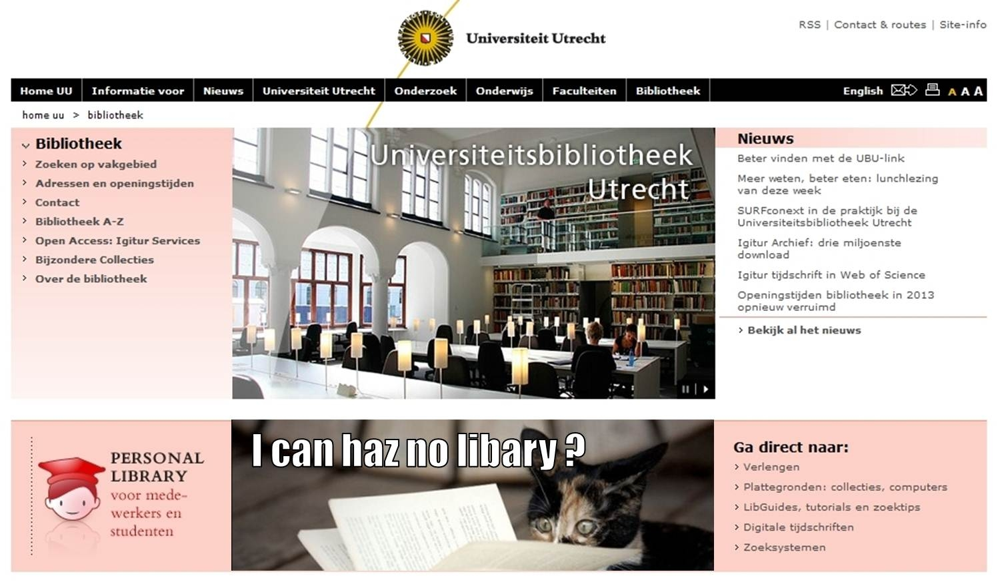 Universiteit Utrecht
RSS | Contact & routes | Site-info
Home UU
Informatie voor
Nieuws
Universiteit Utrecht
Onderzoek
Onderwijs
Faculteiten
Bibliotheek
English
A A A
home uu > bibliotheek
Bibliotheek
Zoeken op vakgebied
Adressen en openingstijden
Contact
Bibliotheek A-Z
Open Access: Igitur Services
Bijzondere Collecties
Over de bibliotheek
Universiteitsbibliotheek
Utrecht
Nieuws
Beter vinden met de UBU-link
Meer weten, beter eten: lunchlezing
van deze week
SURFconext in de praktijk bij de
Universiteitsbibliotheek Utrecht
Igitur Archief: drie miljoenste
download
Igitur tijdschrift in Web of Science
Openingstijden bibliotheek in 2013
opnieuw verruimd
› Bekijk al het nieuws
PERSONAL
LIBRARY
voor mede-
werkers en
studenten
I can haz no libary ?
Ga direct naar:
› Verlengen
› Plattegronden: collecties, computers
› LibGuides, tutorials en zoektips
› Digitale tijdschriften
› Zoeksystemen